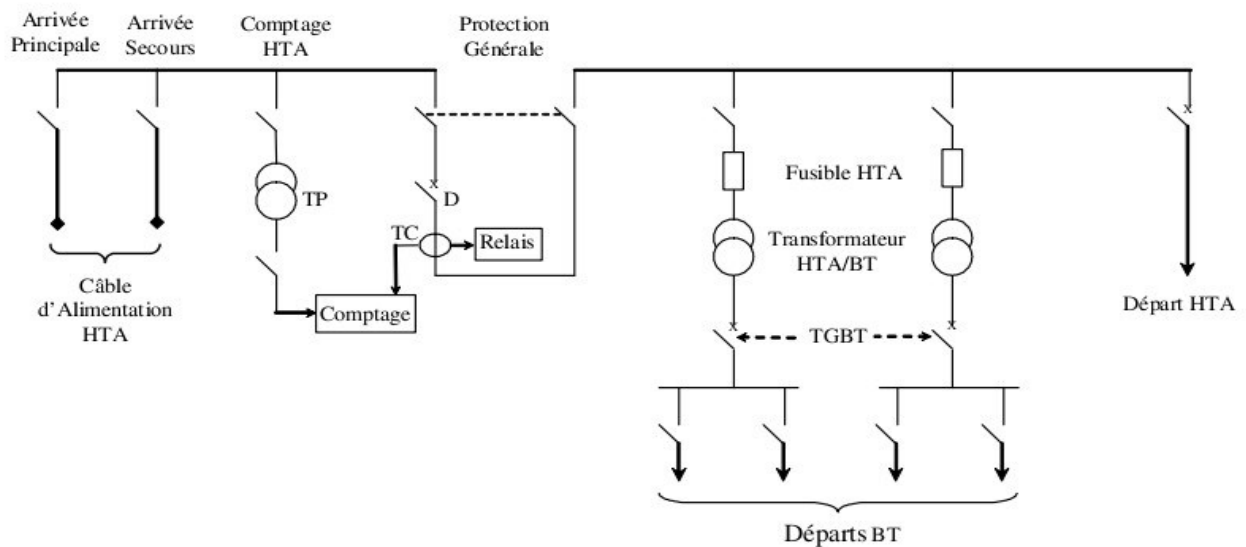 Arrivée
Principale
Arrivée
Secours
Comptage
HTA
Protection
Générale
TP
D
TC
Relais
Comptage
Câble
d'Alimentation
HTA
Fusible HTA
Transformateur
HTA/BT
TGBT
Départ HTA
Départs BT